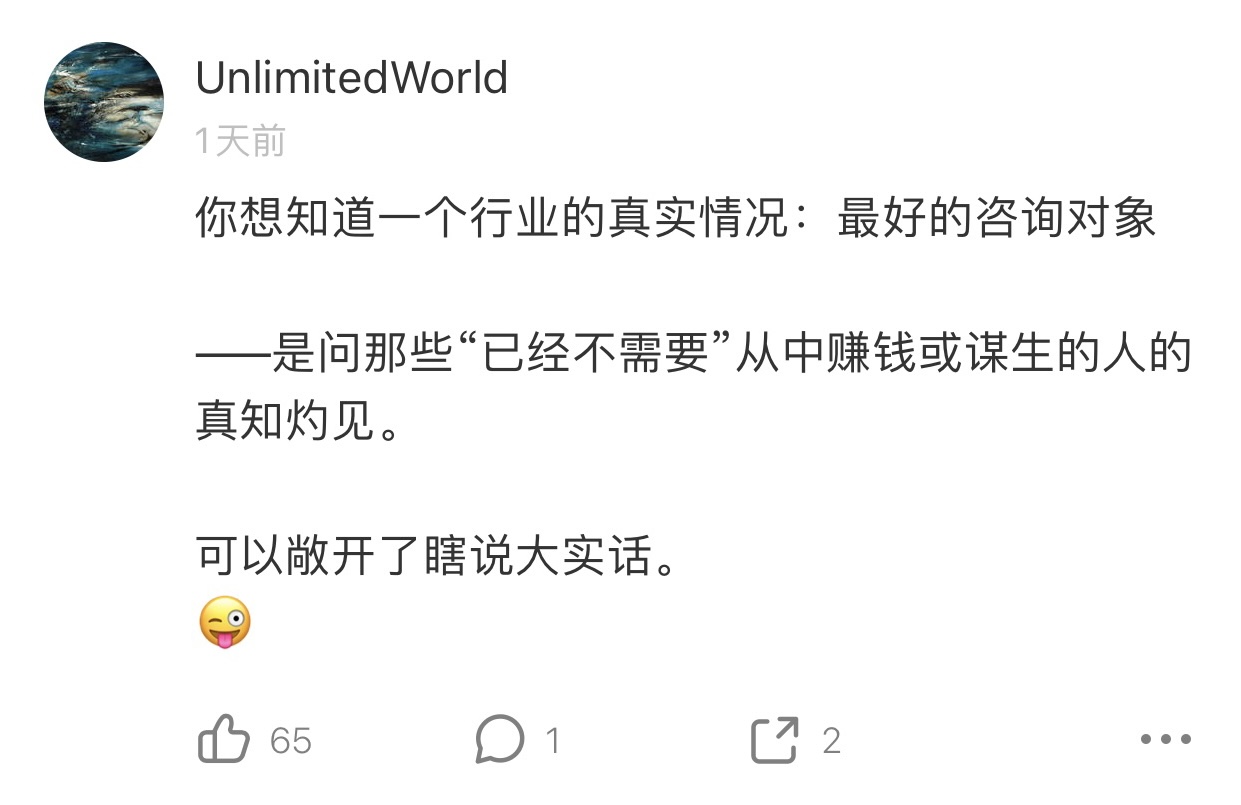 UnlimitedWorld
1天前
你想知道一个行业的真实情况：最好的咨询对象
——是问那些“已经不需要”从中赚钱或谋生的人的
真知灼见。
可以敞开了瞎说大实话。
😜
65
1
2